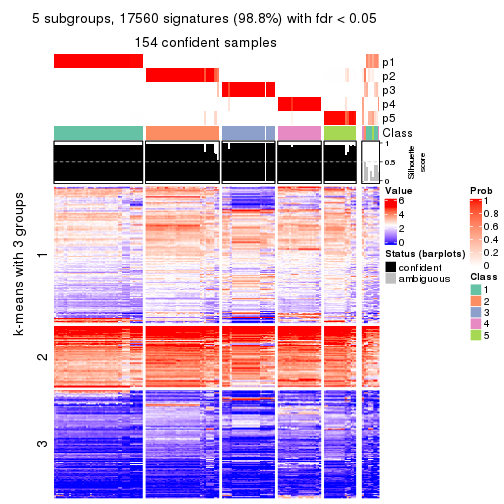 5 subgroups, 17560 signatures (98.8%) with fdr < 0.05
154 confident samples
p1
p2
p3
p4
p5
Class
1
0.5
0
Silhouette
score
k-means with 3 groups
1
2
3
Value
6
4
2
0
Status (barplots)
confident
ambiguous
Prob
1
0.8
0.6
0.4
0.2
0
Class
1
2
3
4
5